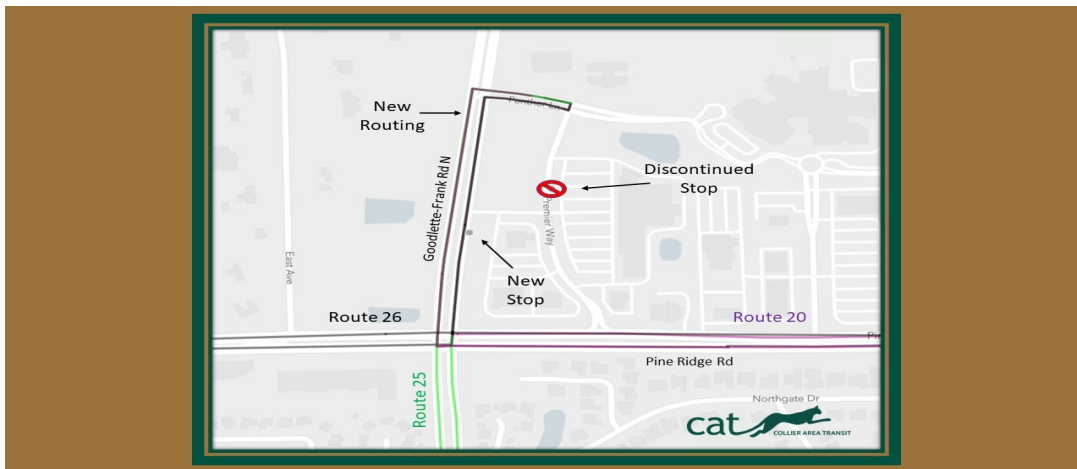 New
Routing
Panther Ln
Discontinued
Stop
Goodlette-Frank Rd N
Premier Way
East Ave
New
Stop
Route 26
Route 20
Pi
Pine Ridge Rd
Route 25
Northgate Dr
cat
COLLIER AREA TRANSIT